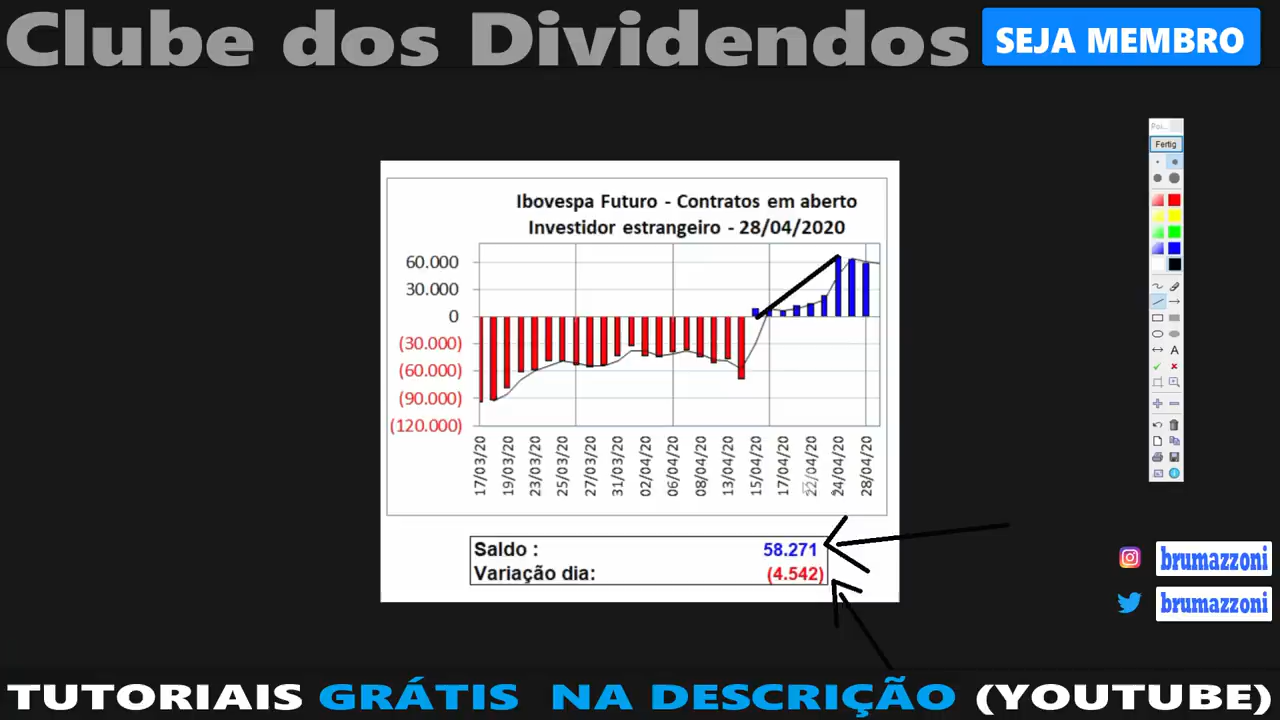 Clube dos Dividendos SEJA MEMBRO
Fertig
Ibovespa Futuro - Contratos em aberto
Investidor estrangeiro - 28/04/2020
60.000
30.000
0
(30.000)
(60.000)
(90.000)
(120.000)
17/03/20
19/03/20
23/03/20
25/03/20
27/03/20
31/03/20
02/04/20
06/04/20
08/04/20
13/04/20
15/04/20
17/04/20
22/04/20
24/04/20
28/04/20
A
Saldo : 58.271
Variação dia: (4.542)
brumazzoni
brumazzoni
TUTORIAIS GRÁTIS NA DESCRIÇÃO (YOUTUBE)